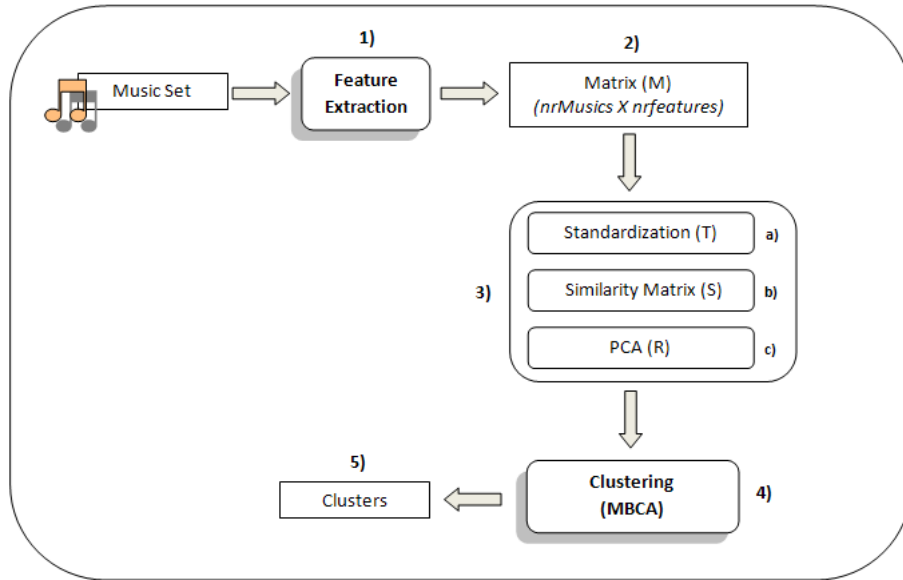 1)
2)
Music Set
Feature
Extraction
Matrix (M)
(nrMusics X nrfeatures)
3)
Standardization (T)
a)
Similarity Matrix (S)
b)
PCA (R)
c)
5)
Clusters
Clustering
(MBCA)
4)